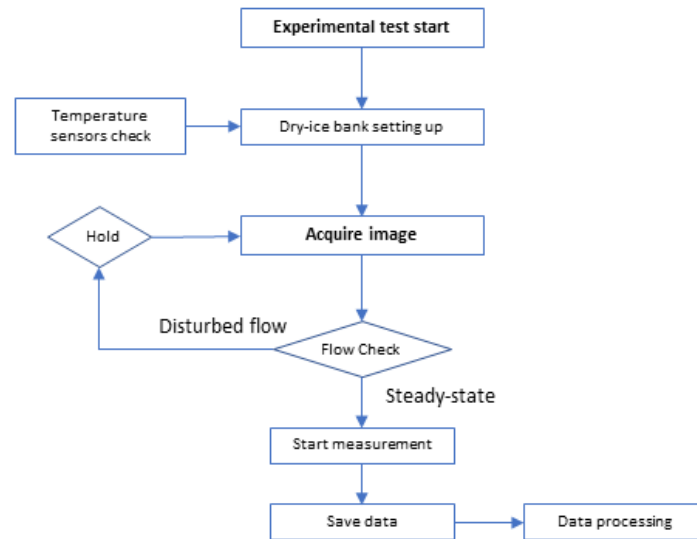 Experimental test start
Temperature
sensors check
Dry-ice bank setting up
Hold
Acquire image
Disturbed flow
Flow Check
Steady-state
Start measurement
Save data
Data processing